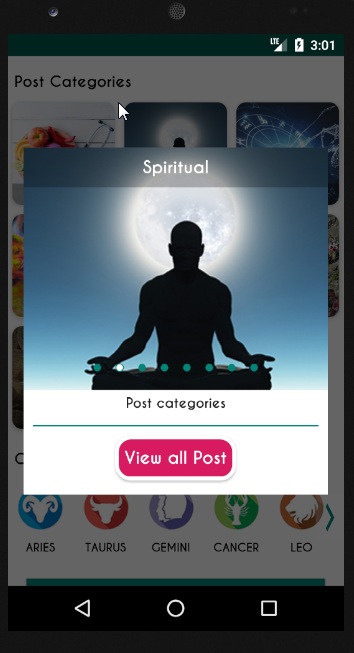 LTE 3:01
Post Categories
Spiritual
Post categories
View all Post
ARIES TAURUS GEMINI CANCER LEO